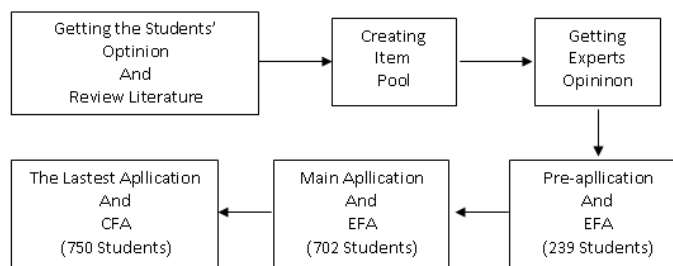 Getting the Students'
Optinion
And
Review Literature
Creating
Item
Pool
Getting
Experts
Opininon
Pre-apllication
And
EFA
(239 Students)
Main Apllication
And
EFA
(702 Students)
The Lastest Apllication
And
CFA
(750 Students)